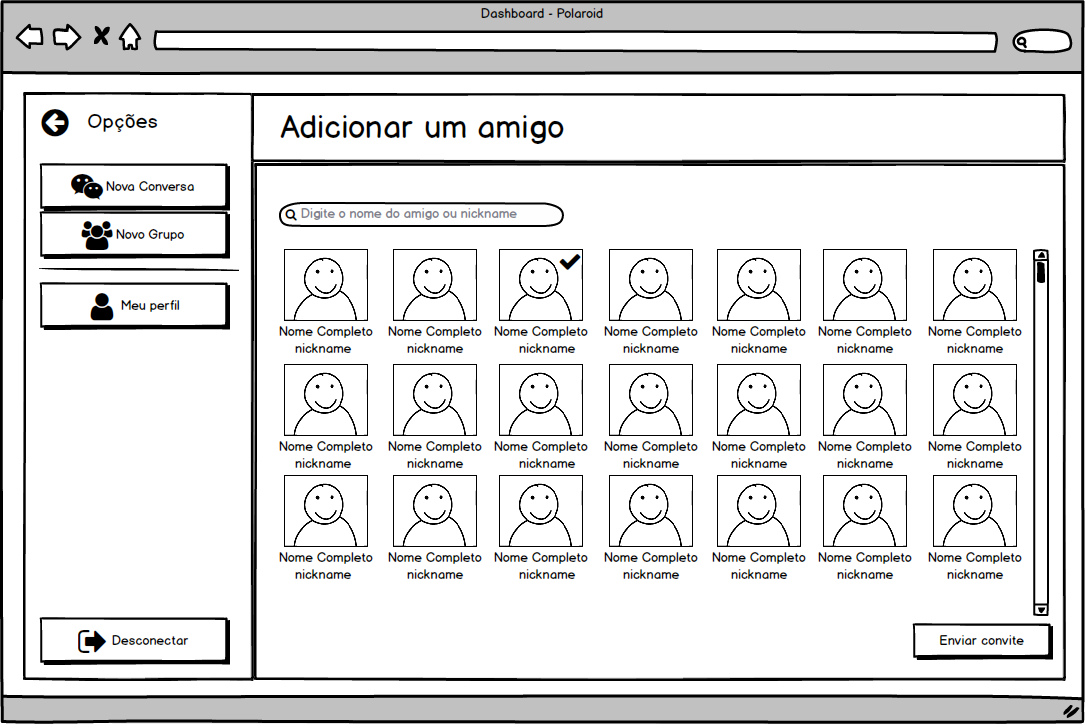 Dashboard - Polaroid
Opções
Nova Conversa
Novo Grupo
Meu perfil
Desconectar
Adicionar um amigo
Digite o nome do amigo ou nickname
Nome Completo Nome Completo Nome Completo Nome Completo Nome Completo Nome Completo Nome Completo
nickname nickname nickname nickname nickname nickname nickname
Nome Completo Nome Completo Nome Completo Nome Completo Nome Completo Nome Completo Nome Completo
nickname nickname nickname nickname nickname nickname nickname
Nome Completo Nome Completo Nome Completo Nome Completo Nome Completo Nome Completo Nome Completo
nickname nickname nickname nickname nickname nickname nickname
Enviar convite